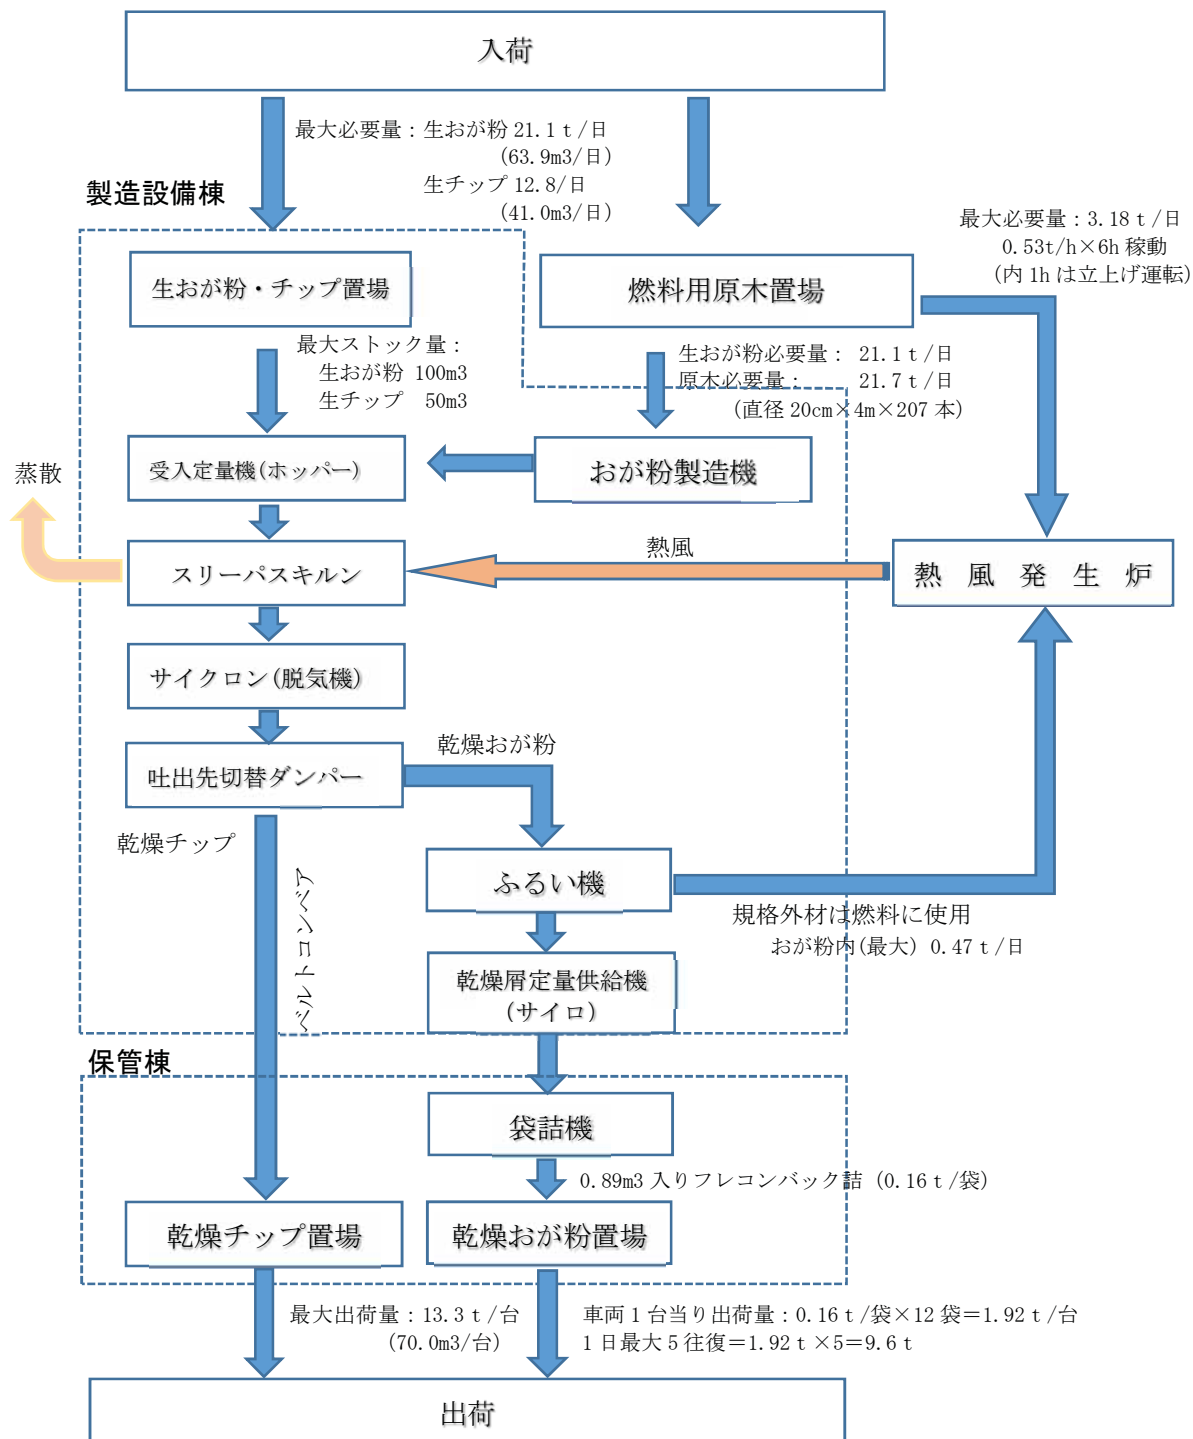 入荷
最大必要量：生おが粉 21.1ｔ/日
(63.9m3/日)
生チップ 12.8/日
(41.0m3/日)
製造設備棟
最大必要量：3.18ｔ/日
0.53t/h×6h 稼動
(内 1h は立上げ運転)
生おが粉・チップ置場
燃料用原木置場
最大ストック量：
生おが粉 100m3
生チップ 50m3
生おが粉必要量： 21.1ｔ/日
原木必要量： 21.7ｔ/日
(直径 20cm×4m×207 本)
受入定量機(ホッパー)
おが粉製造機
蒸散
スリーパスキルン
熱風
熱 風 発 生 炉
サイクロン(脱気機)
吐出先切替ダンパー
乾燥おが粉
乾燥チップ
ベルトコンベア
ふるい機
規格外材は燃料に使用
おが粉内(最大) 0.47ｔ/日
乾燥屑定量供給機
(サイロ)
保管棟
袋詰機
0.89m3 入りフレコンバック詰 (0.16ｔ/袋)
乾燥チップ置場
乾燥おが粉置場
最大出荷量：13.3ｔ/台
(70.0m3/台)
車両 1 台当り出荷量：0.16ｔ/袋×12 袋＝1.92ｔ/台
1 日最大 5 往復＝1.92ｔ×5＝9.6ｔ
出荷